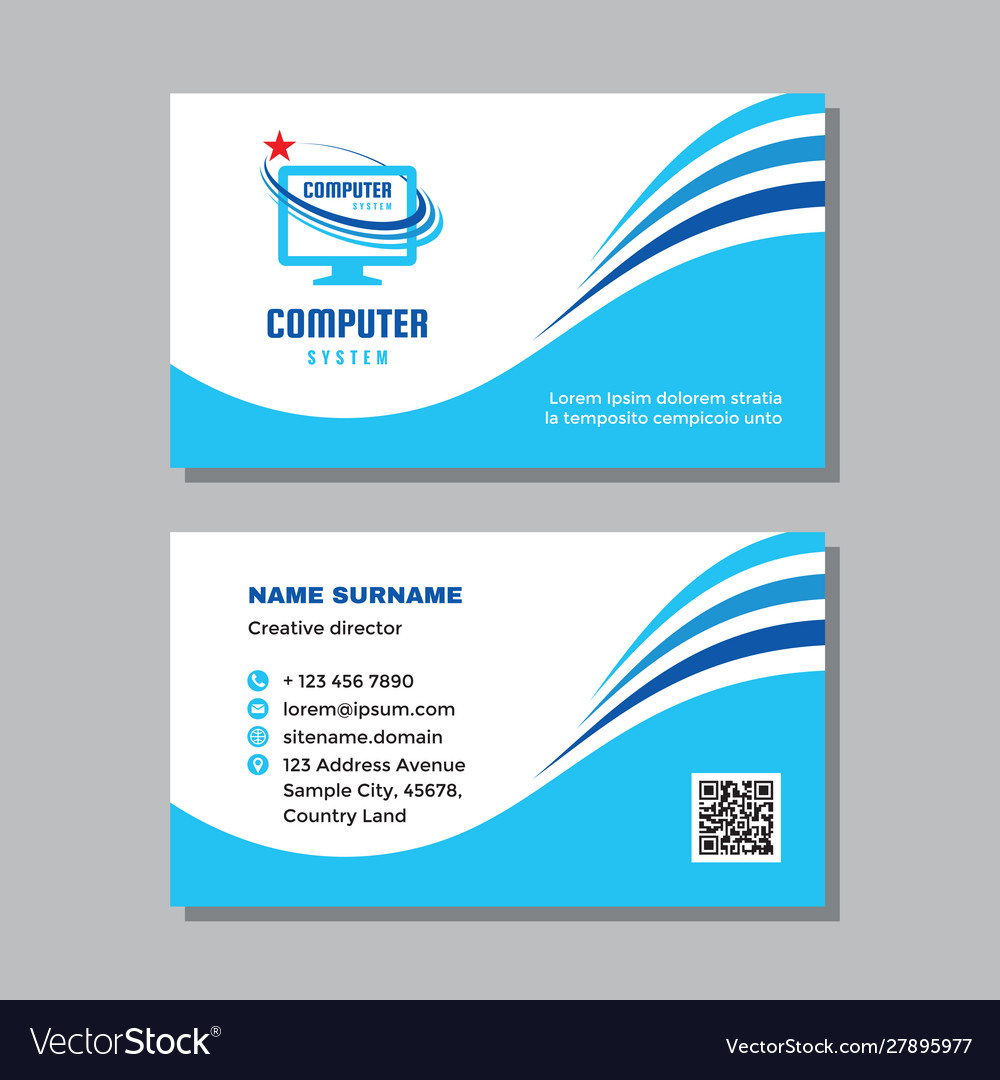 COMPUTER
SYSTEM
COMPUTER
SYSTEM
Lorem Ipsim dolorem stratia
la temposito cempicoio unto
NAME SURNAME
Creative director
+ 123 456 7890
lorem@ipsum.com
sitename.domain
123 Address Avenue
Sample City, 45678,
Country Land
VectorStock®
VectorStock.com/27895977